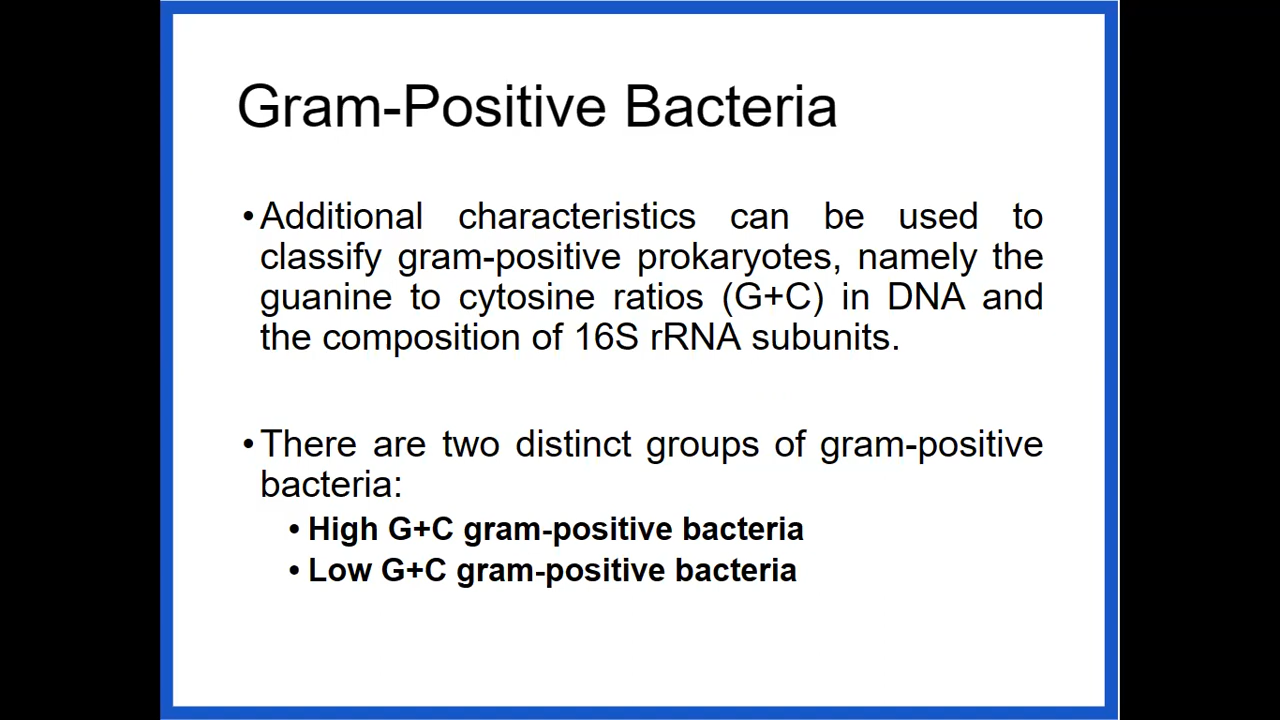 Gram-Positive Bacteria
•Additional characteristics can be used to
classify gram-positive prokaryotes, namely the
guanine to cytosine ratios (G+C) in DNA and
the composition of 16S rRNA subunits.
•There are two distinct groups of gram-positive
bacteria:
• High G+C gram-positive bacteria
• Low G+C gram-positive bacteria